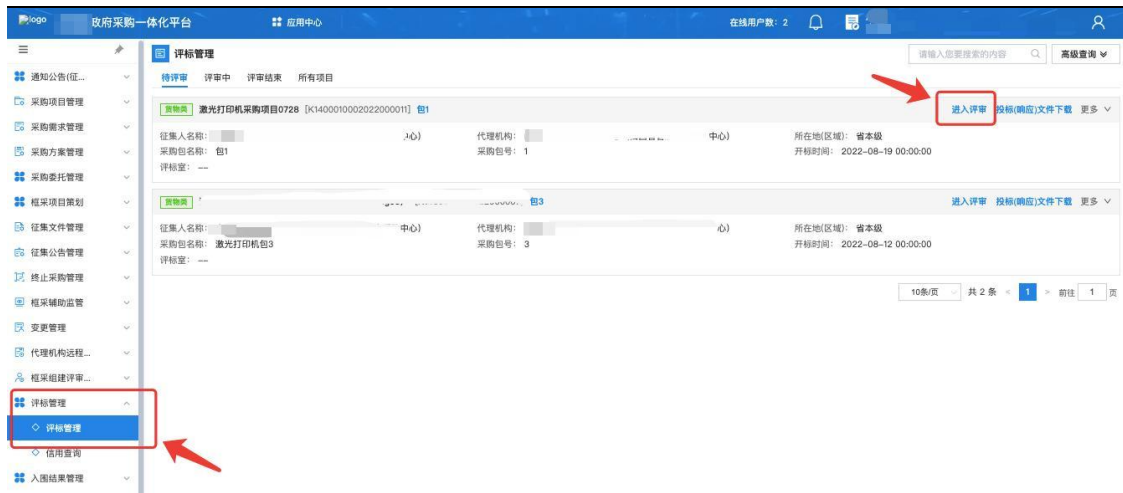 logo 政府采购一体化平台 应用中心 在线用户数: 2
评标管理 请输入您要搜索的内容 高级查询
待评审 评审中 评审结束 所有项目
货物类 激光打印机采购项目0728 [K1400010002022000011] 包1 进入评审 投标(响应)文件下载 更多
征集人名称: 心) 代理机构: 中心) 所在地(区域): 省本级
采购包名称: 包1 采购包号: 1 开标时间: 2022-08-19 00:00:00
评标室: --
货物类 包3 进入评审 投标(响应)文件下载 更多
征集人名称: 中心) 代理机构: 心) 所在地(区域): 省本级
采购包名称: 激光打印机包3 采购包号: 3 开标时间: 2022-08-12 00:00:00
评标室: --
10条/页 共 2 条 < 1 > 前往 1 页
通知公告(征...
采购项目管理
采购需求管理
采购方案管理
采购委托管理
框采项目策划
征集文件管理
征集公告管理
终止采购管理
框采辅助监管
变更管理
代理机构远程...
框采组建评审...
评标管理
评标管理
信用查询
入围结果管理